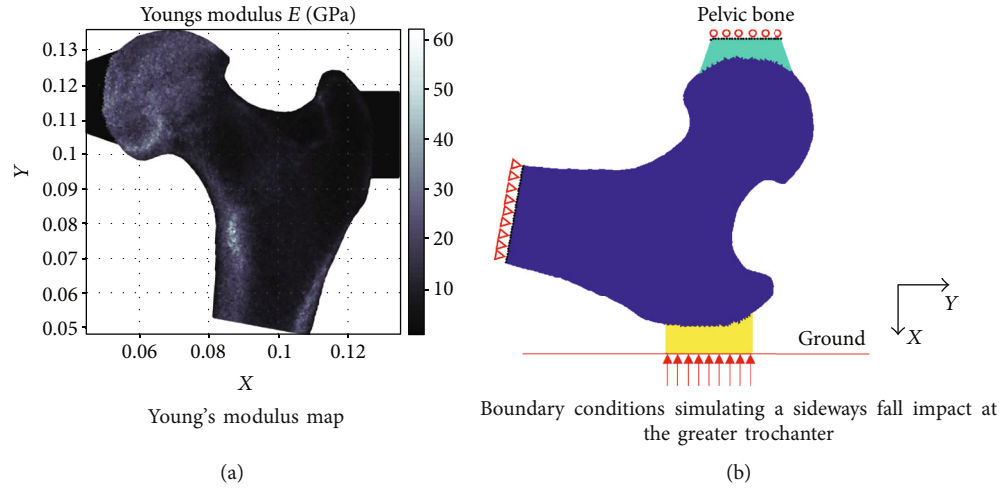 Youngs modulus E (GPa)
0.13
0.12
0.11
0.1
0.09
0.08
0.07
0.06
0.05
Y
0.06
0.08
0.1
0.12
X
60
50
40
30
20
10
Young's modulus map
(a)
Pelvic bone
Y
X
Ground
Boundary conditions simulating a sideways fall impact at
the greater trochanter
(b)